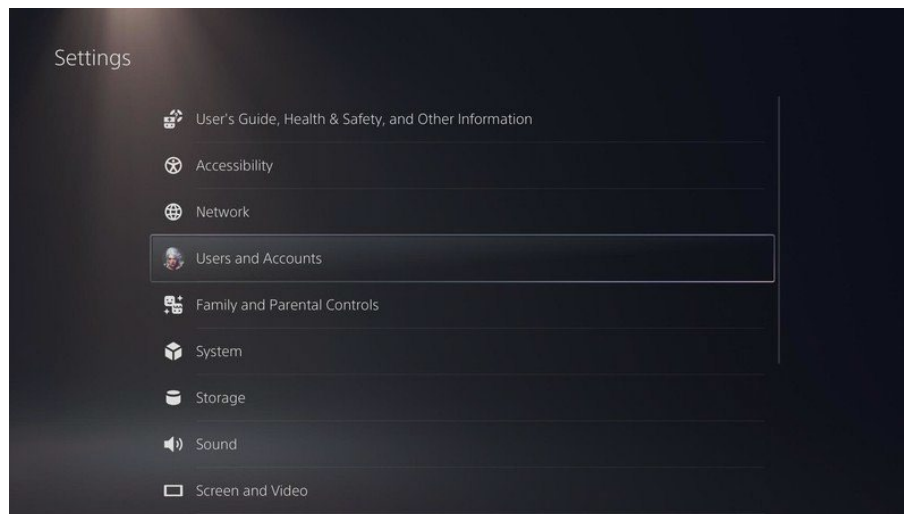 Settings
User's Guide, Health & Safety, and Other Information
Accessibility
Network
Users and Accounts
Family and Parental Controls
System
Storage
Sound
Screen and Video